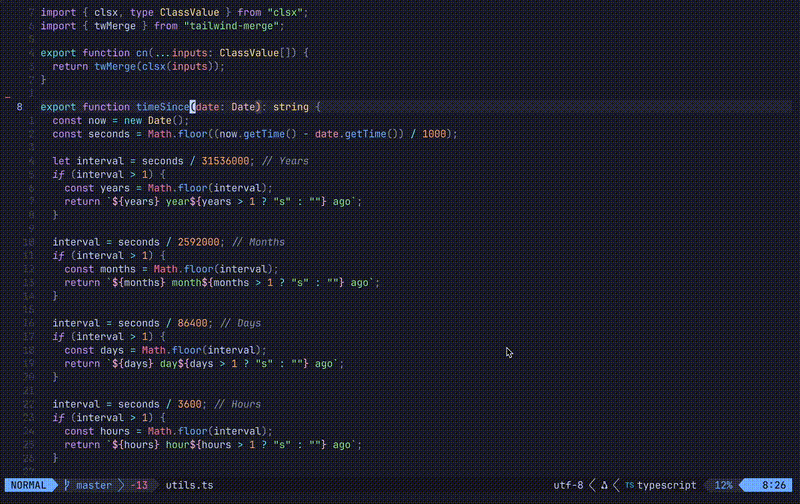 7 import { clsx, type ClassValue } from "clsx";
6 import { twMerge } from "tailwind-merge";
5
4 export function cn(...inputs: ClassValue[]) {
3   return twMerge(clsx(inputs));
2 }
1
8 export function timeSince(date: Date): string {
1   const now = new Date();
2   const seconds = Math.floor((now.getTime() - date.getTime()) / 1000);
3
4   let interval = seconds / 31536000; // Years
5   if (interval > 1) {
6     const years = Math.floor(interval);
7     return `${years} year${years > 1 ? "s" : ""} ago`;
8   }
9
10   interval = seconds / 2592000; // Months
11   if (interval > 1) {
12     const months = Math.floor(interval);
13     return `${months} month${months > 1 ? "s" : ""} ago`;
14   }
15
16   interval = seconds / 86400; // Days
17   if (interval > 1) {
18     const days = Math.floor(interval);
19     return `${days} day${days > 1 ? "s" : ""} ago`;
20   }
21
22   interval = seconds / 3600; // Hours
23   if (interval > 1) {
24     const hours = Math.floor(interval);
25     return `${hours} hour${hours > 1 ? "s" : ""} ago`;
26   }
27
NORMAL master -13 utils.ts utf-8 TS typescript 12% 8:26